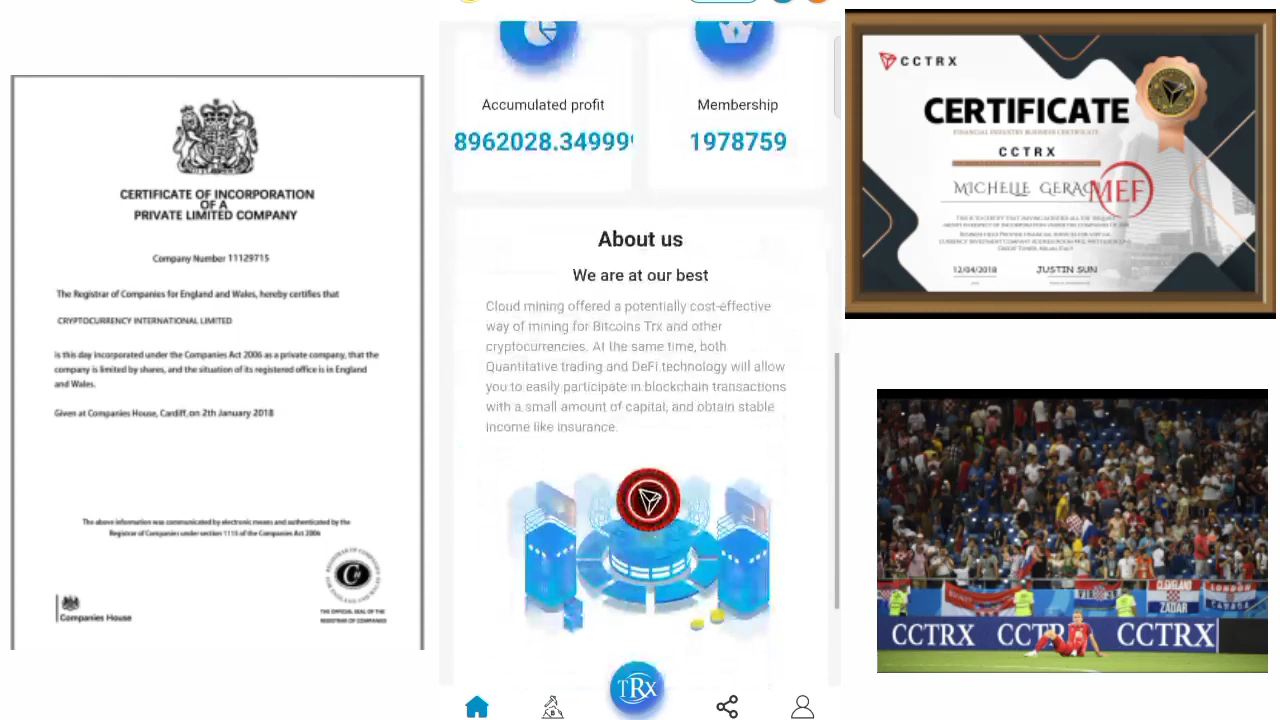 CERTIFICATE OF INCORPORATION
OF A
PRIVATE LIMITED COMPANY
Company Number 11129715
The Registrar of Companies for England and Wales, hereby certifies that
CRYPTOCURRENCY INTERNATIONAL LIMITED
is this day incorporated under the Companies Act 2006 as a private company, that the
company is limited by shares, and the situation of its registered office is in England
and Wales.
Given at Companies House, Cardiff, on 2th January 2018
The above information was communicated by electronic means and authenticated by the
Registrar of Companies under section 1115 of the Companies Act 2006
Companies House
THE OFFICIAL SEAL OF THE
REGISTRAR OF COMPANIES
Accumulated profit
8962028.34999
Membership
1978759
About us
We are at our best
Cloud mining offered a potentially cost-effective
way of mining for Bitcoins Trx and other
cryptocurrencies. At the same time, both
Quantitative trading and DeFi technology will allow
you to easily participate in blockchain transactions
with a small amount of capital, and obtain stable
income like insurance.
TRX
CCTRX
CERTIFICATE
FINANCIAL INDUSTRY BUSINESS CERTIFICATE
CCTRX
MICHELLE GERACI
MEF
12/04/2018
JUSTIN SUN
CLEVELAND
ZADAR
LONDON
CANADA
CCTRX
CCTR
CCTRX